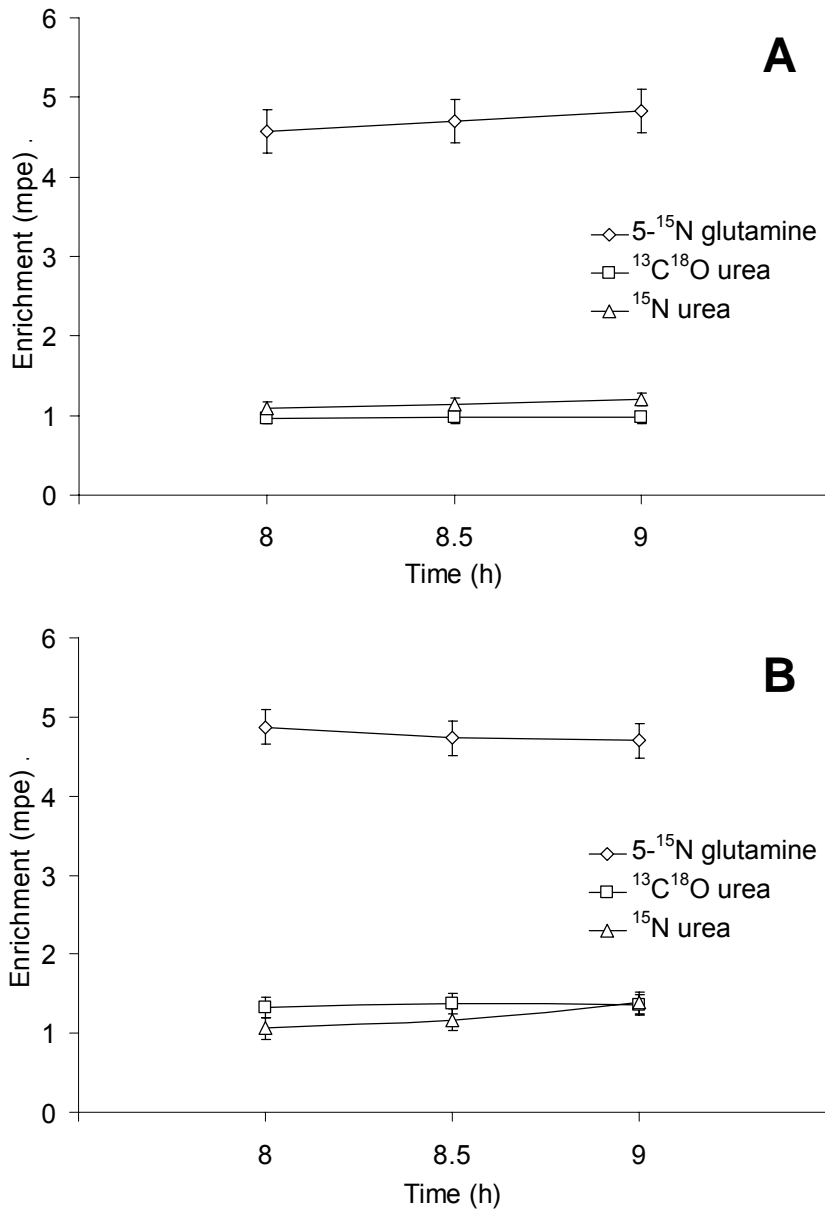 A
6
5
4
3
2
1
0
Enrichment (mpe) .
5-¹⁵N glutamine
¹³C¹⁸O urea
¹⁵N urea
8 8.5 9
Time (h)
B
6
5
4
3
2
1
0
Enrichment (mpe) .
5-¹⁵N glutamine
¹³C¹⁸O urea
¹⁵N urea
8 8.5 9
Time (h)